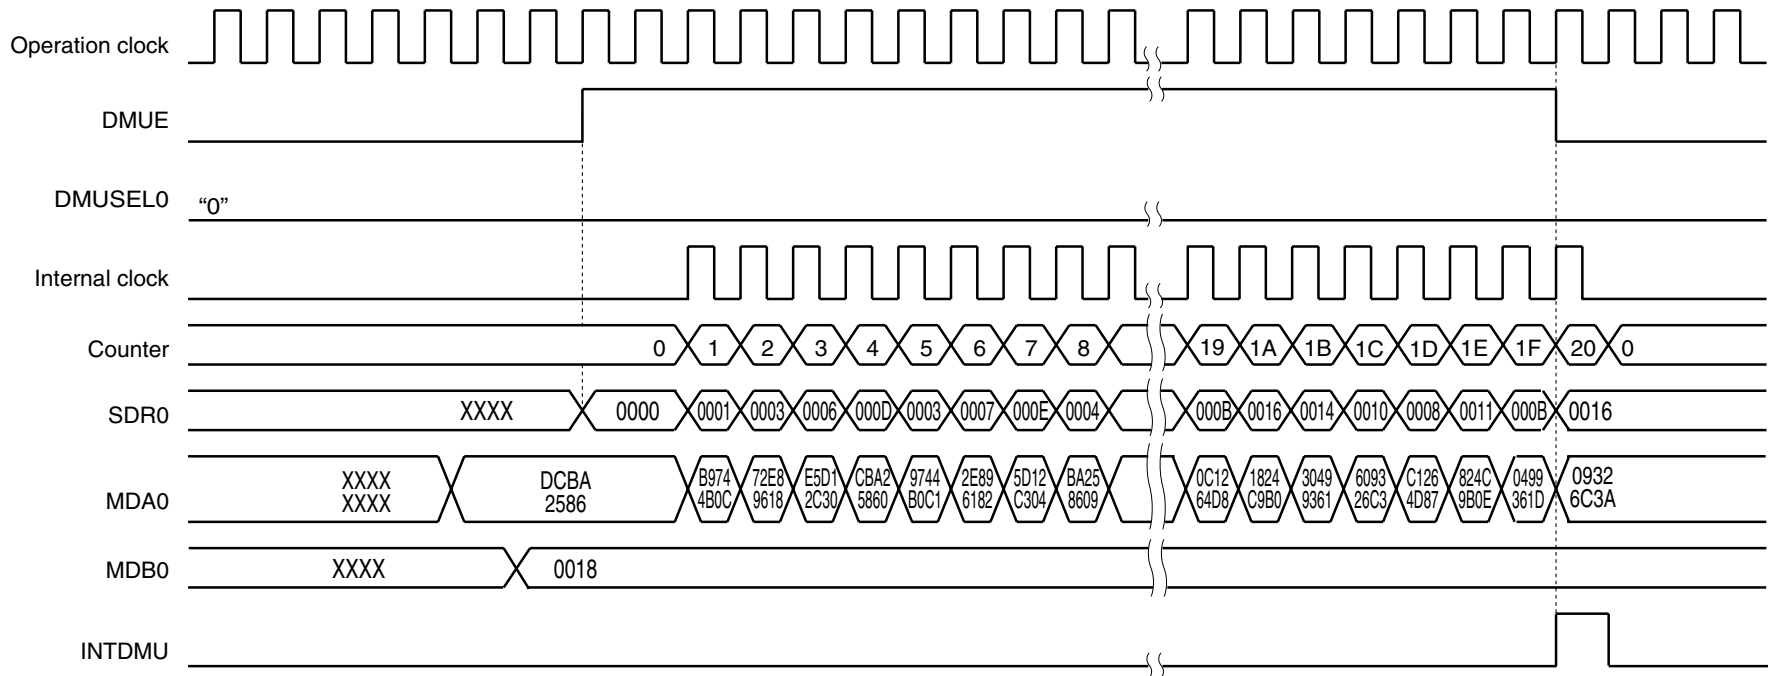 Operation clock
DMUE
DMUSEL0 “0”
Internal clock
Counter 0 1 2 3 4 5 6 7 8 19 1A 1B 1C 1D 1E 1F 20 0
SDR0 XXXX 0000 0001 0003 0006 000D 0003 0007 000E 0004 000B 0016 0014 0010 0008 0011 000B 0016
MDA0
XXXX DCBA B974 72E8 E5D1 CBA2 9744 2E89 5D12 BA25 0C12 1824 3049 6093 C126 824C 0499 0932
XXXX 2586 4B0C 9618 2C30 5860 B0C1 6182 C304 8609 64D8 C9B0 9361 26C3 4D87 9B0E 361D 6C3A
MDB0 XXXX 0018
INTDMU